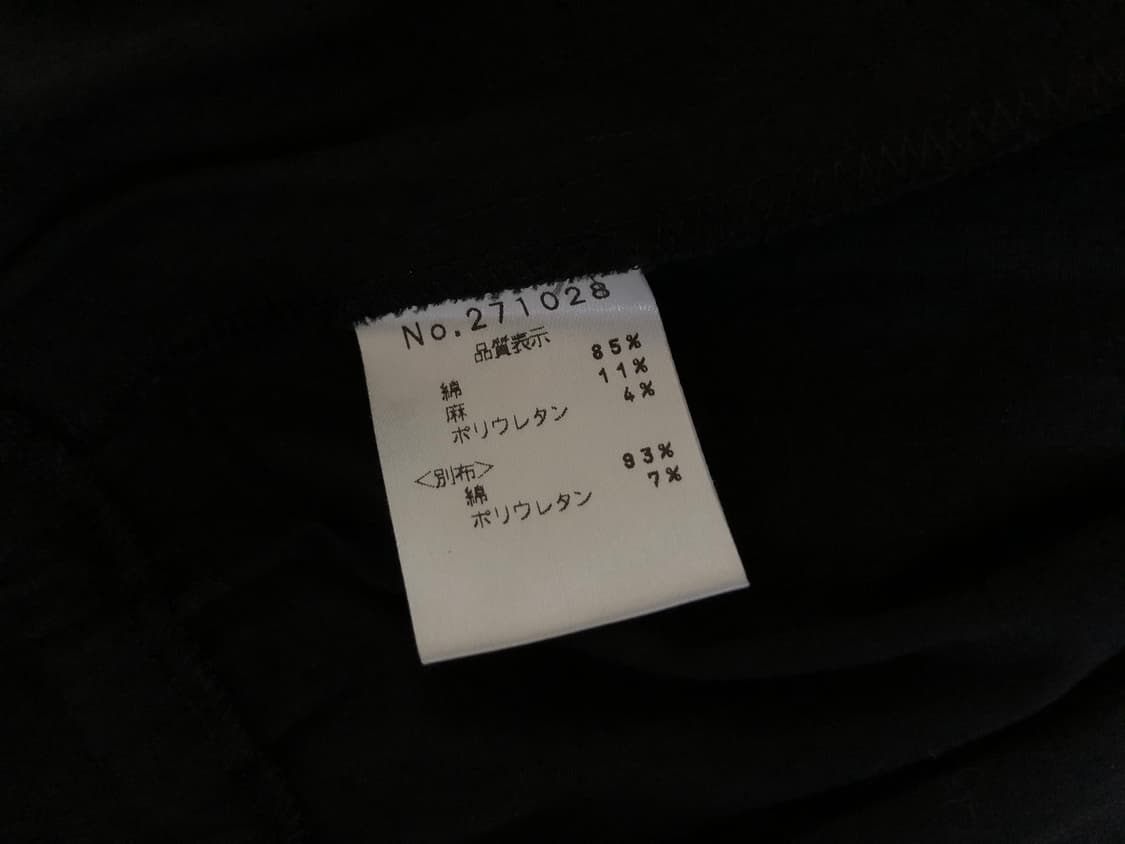 No.271028
品質表示
綿 85%
麻 11%
ポリウレタン 4%
<別布>
綿 93%
ポリウレタン 7%